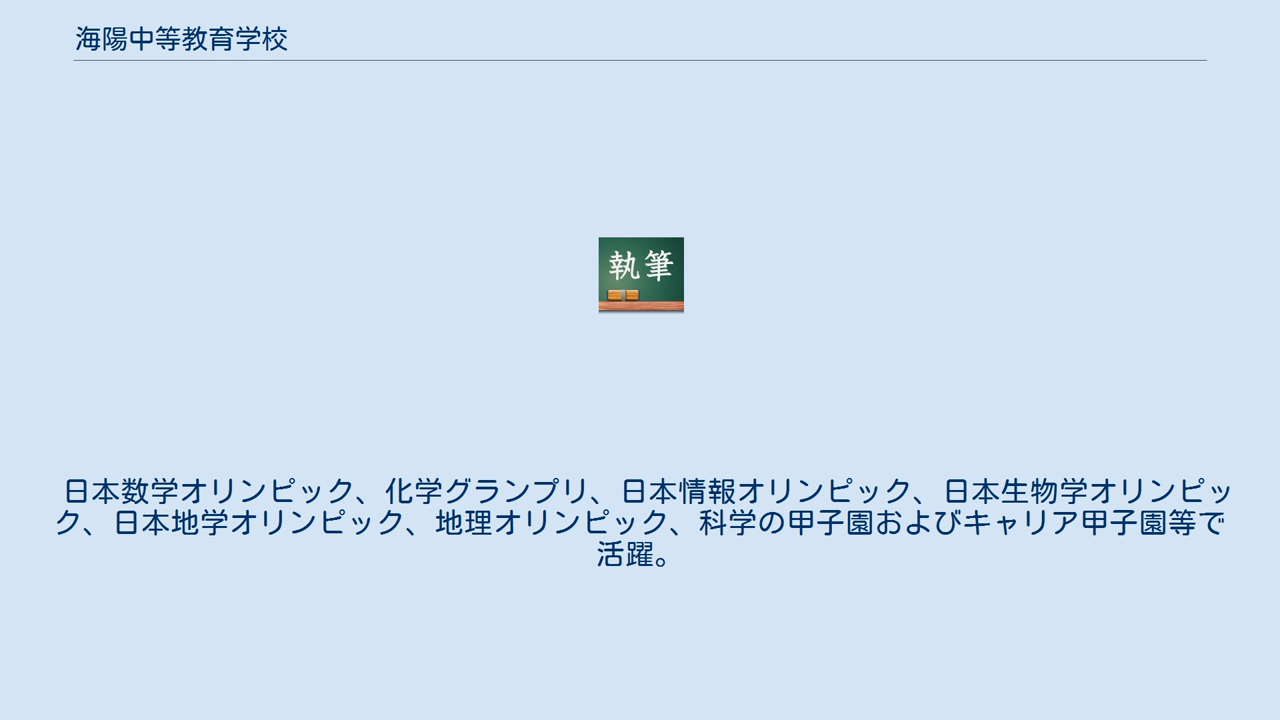 海陽中等教育学校
執筆
日本数学オリンピック、化学グランプリ、日本情報オリンピック、日本生物学オリンピッ
ク、日本地学オリンピック、地理オリンピック、科学の甲子園およびキャリア甲子園等で
活躍。